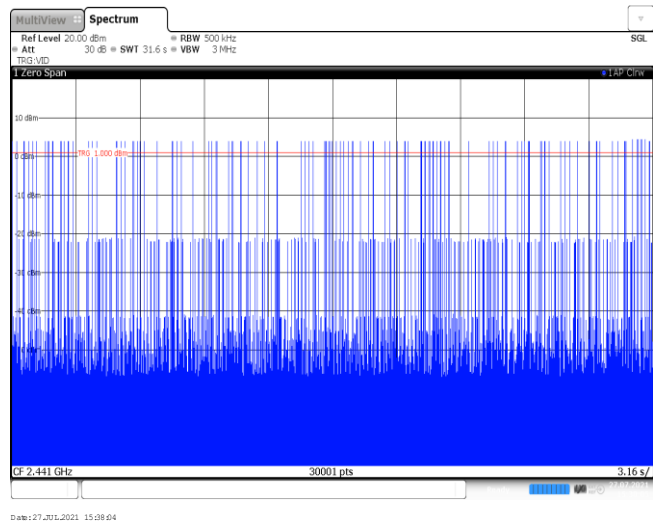 MultiView Spectrum
Ref Level 20.00 dBm RBW 500 kHz SGL
Att 30 dB SWT 31.6 s VBW 3 MHz
TRG:VID
1 Zero Span 1AP Clrw
10 dBm
TRG 1.000 dBm
0 dBm
-10 dBm
-20 dBm
-30 dBm
-40 dBm
CF 2.441 GHz 30001 pts 3.16 s/
Date:27.JUL.2021 15:38:04